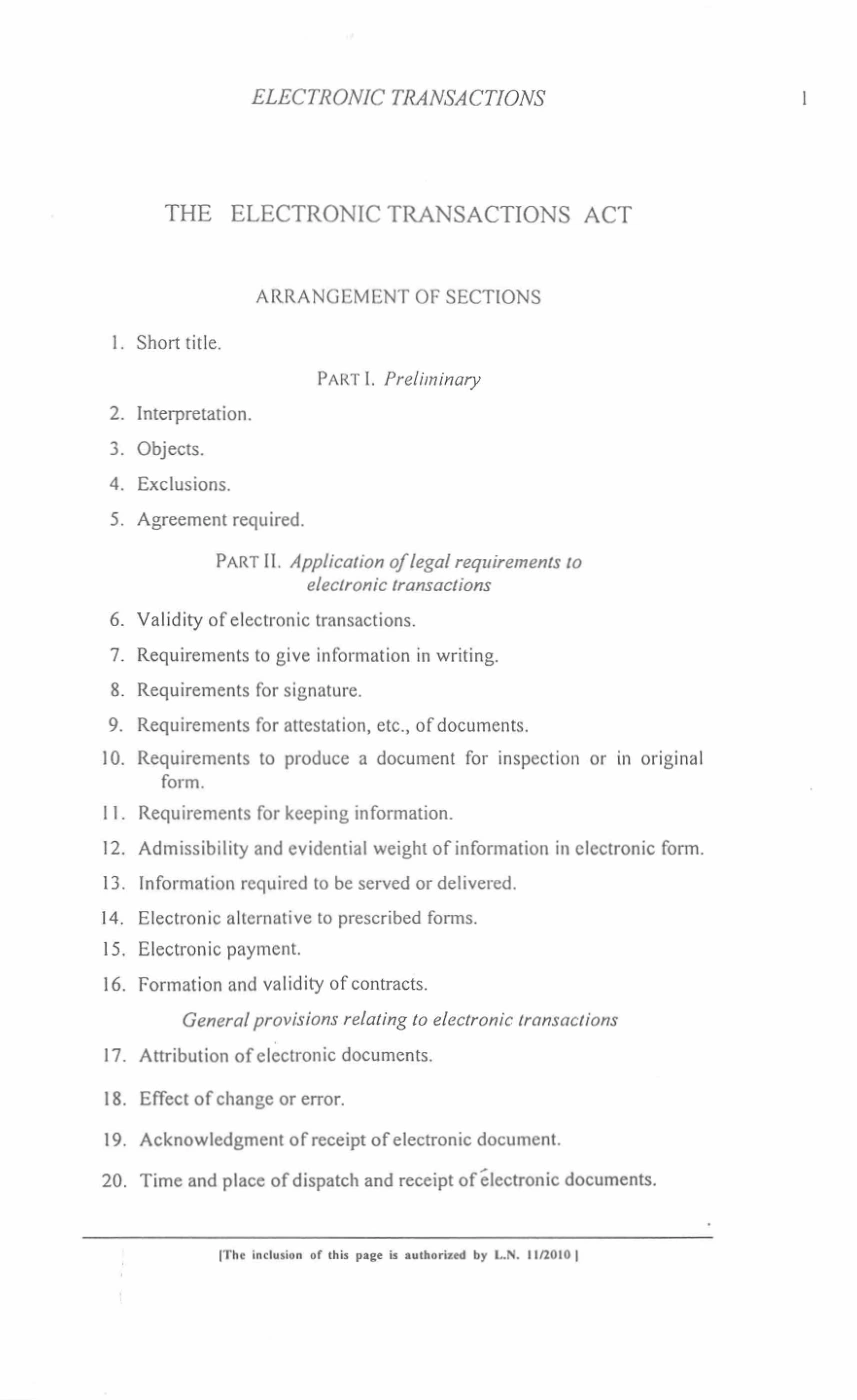 ELECTRONIC TRANSACTIONS 1
THE ELECTRONIC TRANSACTIONS ACT
ARRANGEMENT OF SECTIONS
1. Short title.
PART I. Preliminary
2. Interpretation.
3. Objects.
4. Exclusions.
5. Agreement required.
PART II. Application of legal requirements to
electronic transactions
6. Validity of electronic transactions.
7. Requirements to give information in writing.
8. Requirements for signature.
9. Requirements for attestation, etc., of documents.
10. Requirements to produce a document for inspection or in original
form.
11. Requirements for keeping information.
12. Admissibility and evidential weight of information in electronic form.
13. Information required to be served or delivered.
14. Electronic alternative to prescribed forms.
15. Electronic payment.
16. Formation and validity of contracts.
General provisions relating to electronic transactions
17. Attribution of electronic documents.
18. Effect of change or error.
19. Acknowledgment of receipt of electronic document.
20. Time and place of dispatch and receipt of electronic documents.
[The inclusion of this page is authorized by L.N. 11/2010]